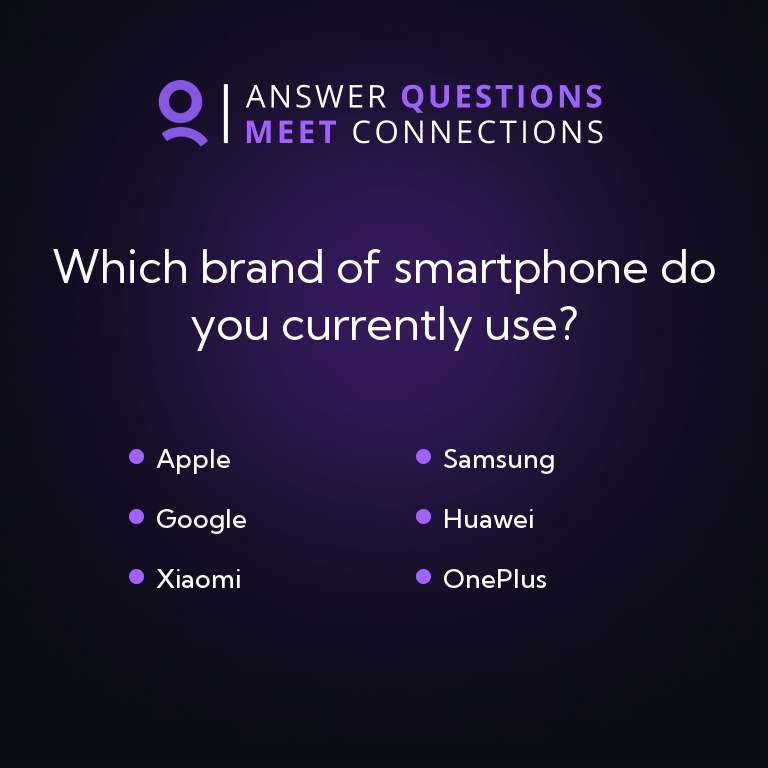 ANSWER QUESTIONS
MEET CONNECTIONS
Which brand of smartphone do
you currently use?
Apple
Samsung
Google
Huawei
Xiaomi
OnePlus